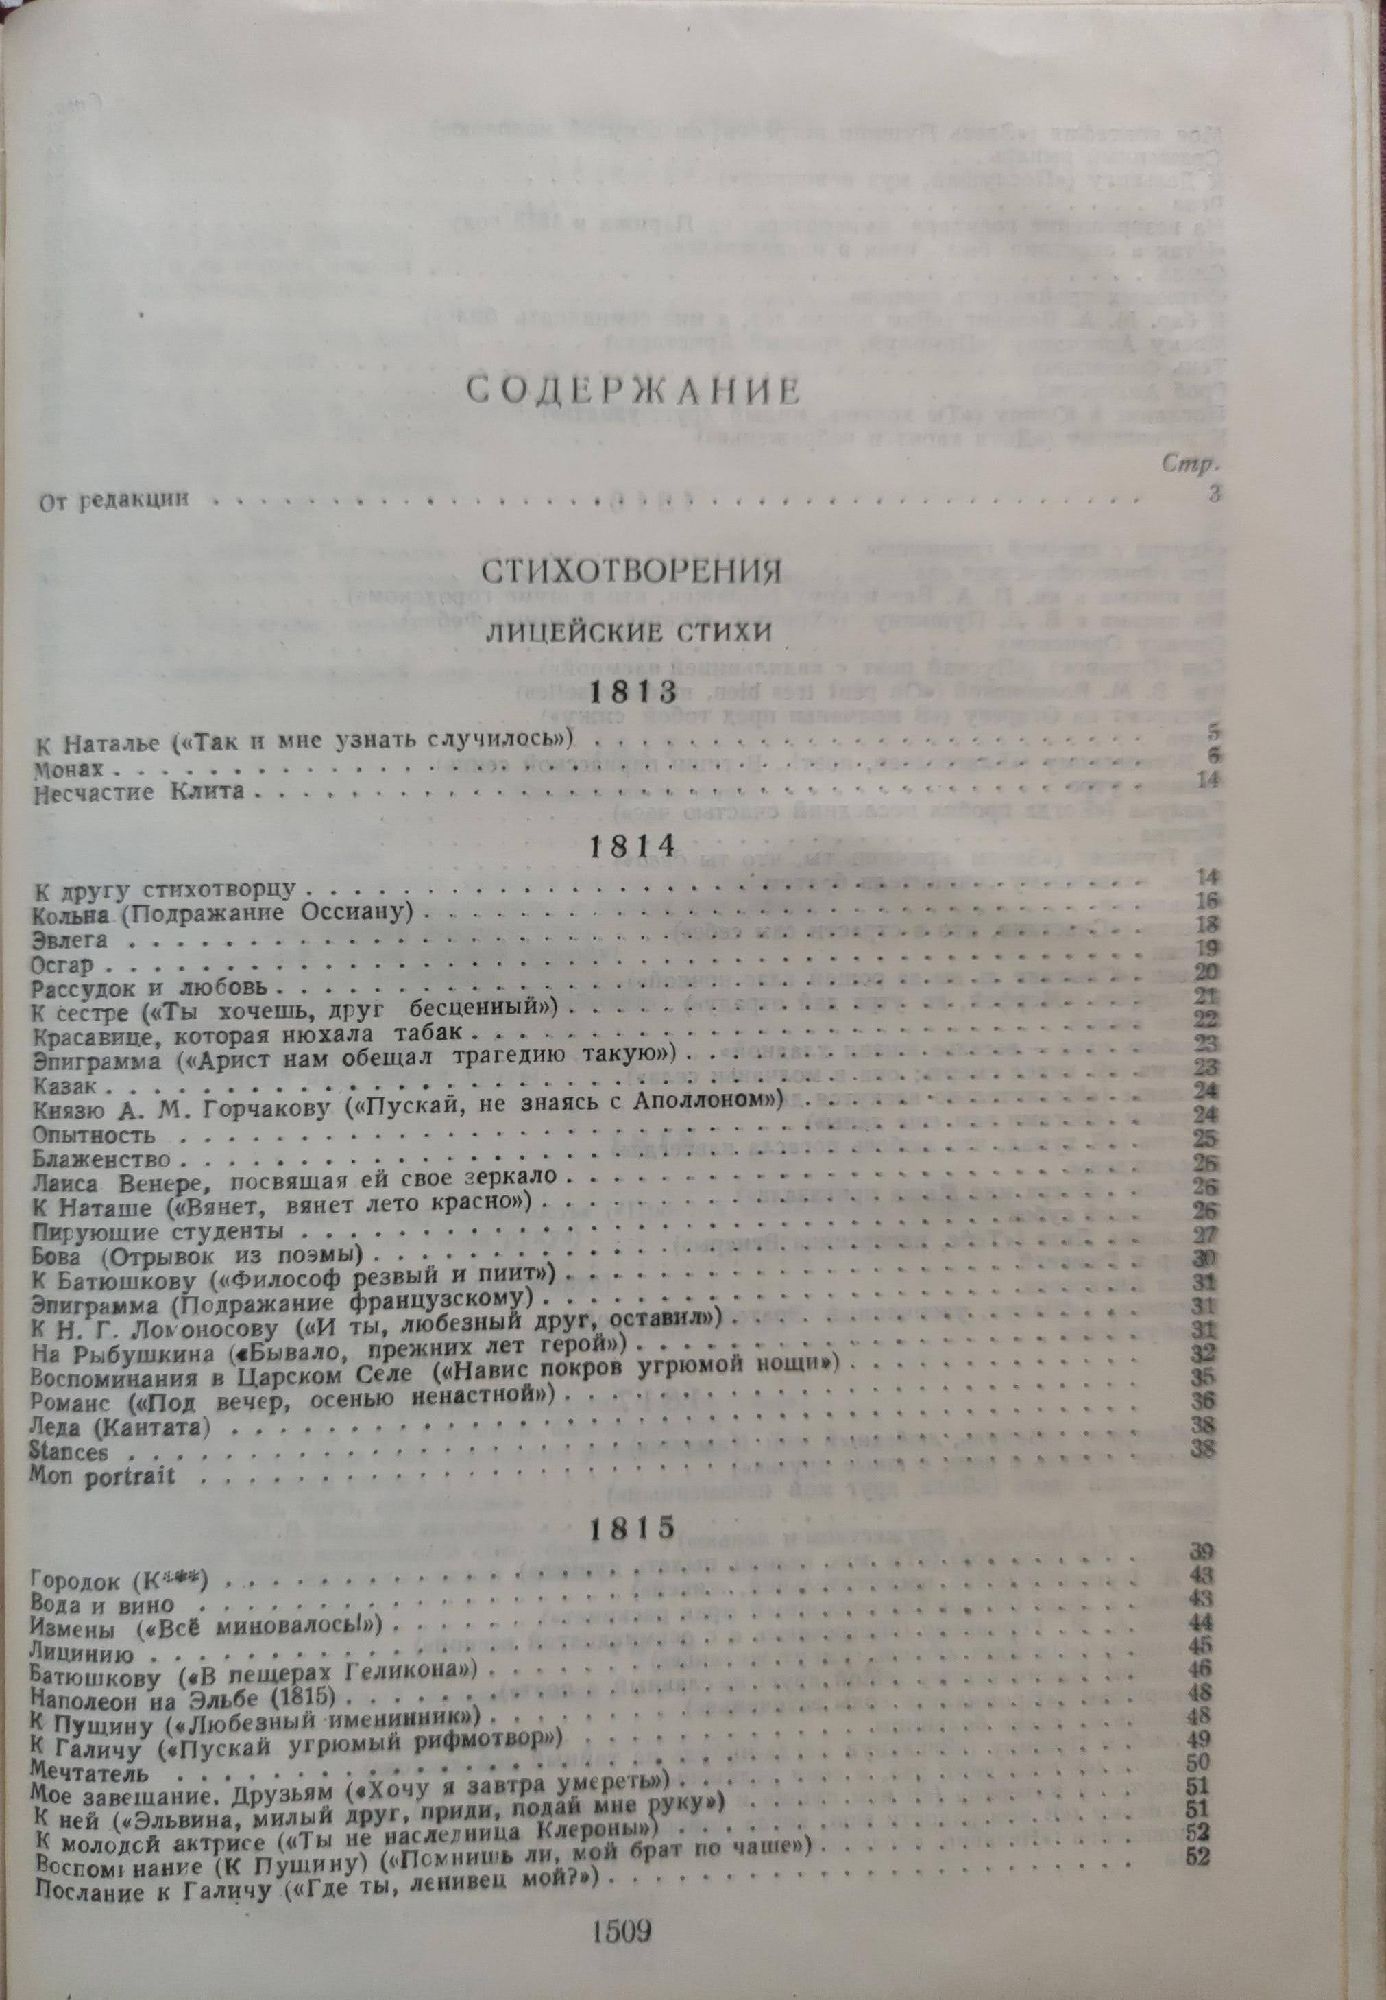 СОДЕРЖАНИЕ
Стр.
От редакции . . . . . . . . . . 3
СТИХОТВОРЕНИЯ
ЛИЦЕЙСКИЕ СТИХИ
1813
К Наталье («Так и мне узнать случилось») . . . . . 5
Монах . . . . . 6
Несчастие Клита . . . . . 14
1814
К другу стихотворцу . . . . . 14
Кольна (Подражание Оссиану) . . . . . 16
Эвлега . . . . . 18
Осгар . . . . . 19
Рассудок и любовь . . . . . 20
К сестре («Ты хочешь, друг бесценный») . . . . . 21
Красавице, которая нюхала табак . . . . . 22
Эпиграмма («Арист нам обещал трагедию такую») . . . . . 23
Казак . . . . . 23
Князю А. М. Горчакову («Пускай, не знаясь с Аполлоном») . . . . . 24
Опытность . . . . . 24
Блаженство . . . . . 25
Лаиса Венере, посвящая ей свое зеркало . . . . . 26
К Наташе («Вянет, вянет лето красно») . . . . . 26
Пирующие студенты . . . . . 26
Бова (Отрывок из поэмы) . . . . . 27
К Батюшкову («Философ резвый и пиит») . . . . . 30
Эпиграмма (Подражание французскому) . . . . . 31
К Н. Г. Ломоносову («И ты, любезный друг, оставил») . . . . . 31
На Рыбушкина («Бывало, прежних лет герой») . . . . . 31
Воспоминания в Царском Селе («Навис покров угрюмой нощи») . . . . . 32
Романс («Под вечер, осенью ненастной») . . . . . 35
Леда (Кантата) . . . . . 36
Stances . . . . . 38
Mon portrait . . . . . 38
1815
Городок (К***) . . . . . 39
Вода и вино . . . . . 43
Измены («Всё миновалось!») . . . . . 43
Лицинию . . . . . 44
Батюшкову («В пещерах Геликона») . . . . . 45
Наполеон на Эльбе (1815) . . . . . 46
К Пущину («Любезный именинник») . . . . . 48
К Галичу («Пускай угрюмый рифмотвор») . . . . . 48
Мечтатель . . . . . 49
Мое завещание. Друзьям («Хочу я завтра умереть») . . . . . 50
К ней («Эльвина, милый друг, приди, подай мне руку») . . . . . 51
К молодой актрисе («Ты не наследница Клероны») . . . . . 51
Воспоминание (К Пущину) («Помнишь ли, мой брат по чаше») . . . . . 52
Послание к Галичу («Где ты, ленивец мой?») . . . . . 52
1509